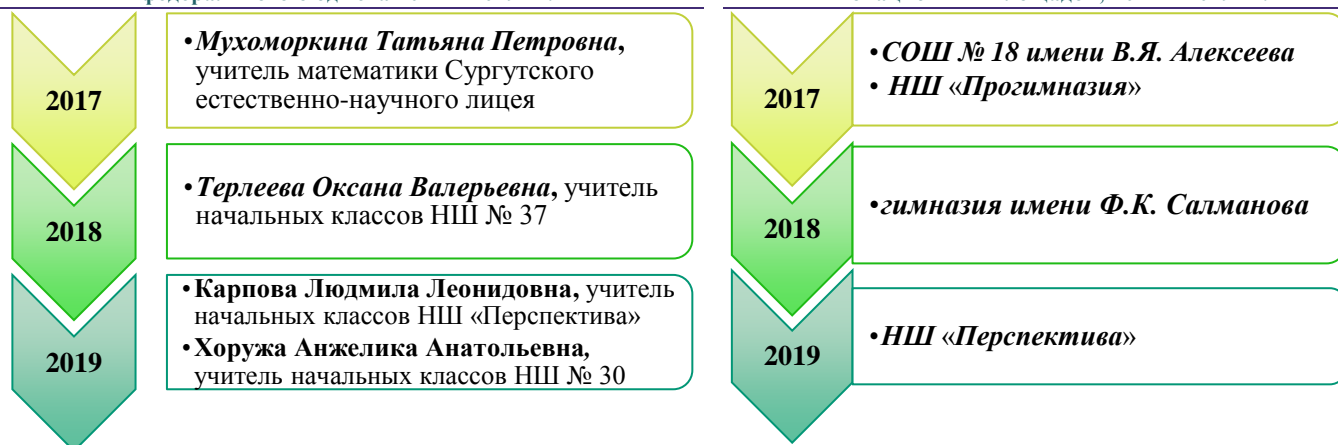 2017
•Мухоморкина Татьяна Петровна,
учитель математики Сургутского
естественно-научного лицея
2018
•Терлеева Оксана Валерьевна, учитель
начальных классов НШ № 37
2019
•Карпова Людмила Леонидовна, учитель
начальных классов НШ «Перспектива»
•Хоружа Анжелика Анатольевна,
учитель начальных классов НШ № 30
2017
•СОШ № 18 имени В.Я. Алексеева
• НШ «Прогимназия»
2018
•гимназия имени Ф.К. Салманова
2019
•НШ «Перспектива»